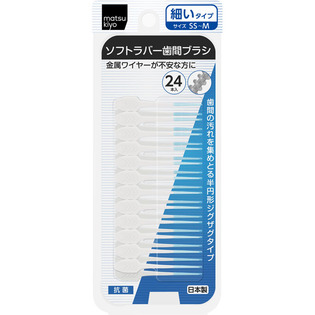 matsu
kiyo
細いタイプ
サイズ SS-M
ソフトラバー歯間ブラシ
金属ワイヤーが不安な方に
24本入
歯間の汚れを集めとる半円形ジグザグタイプ
抗菌
日本製